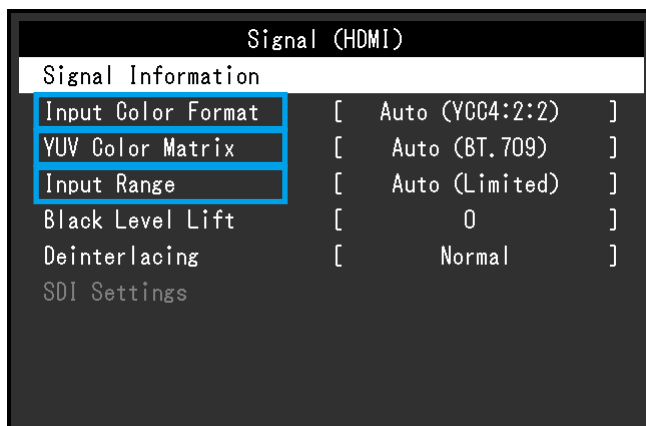 Signal (HDMI)
Signal Information
Input Color Format [ Auto (YCC4:2:2) ]
YUV Color Matrix [ Auto (BT.709) ]
Input Range [ Auto (Limited) ]
Black Level Lift [ 0 ]
Deinterlacing [ Normal ]
SDI Settings